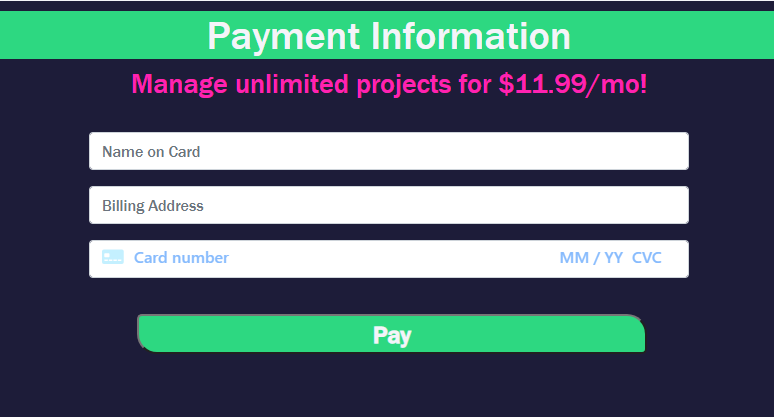 Payment Information
Manage unlimited projects for $11.99/mo!
Name on Card
Billing Address
Card number MM / YY CVC
Pay